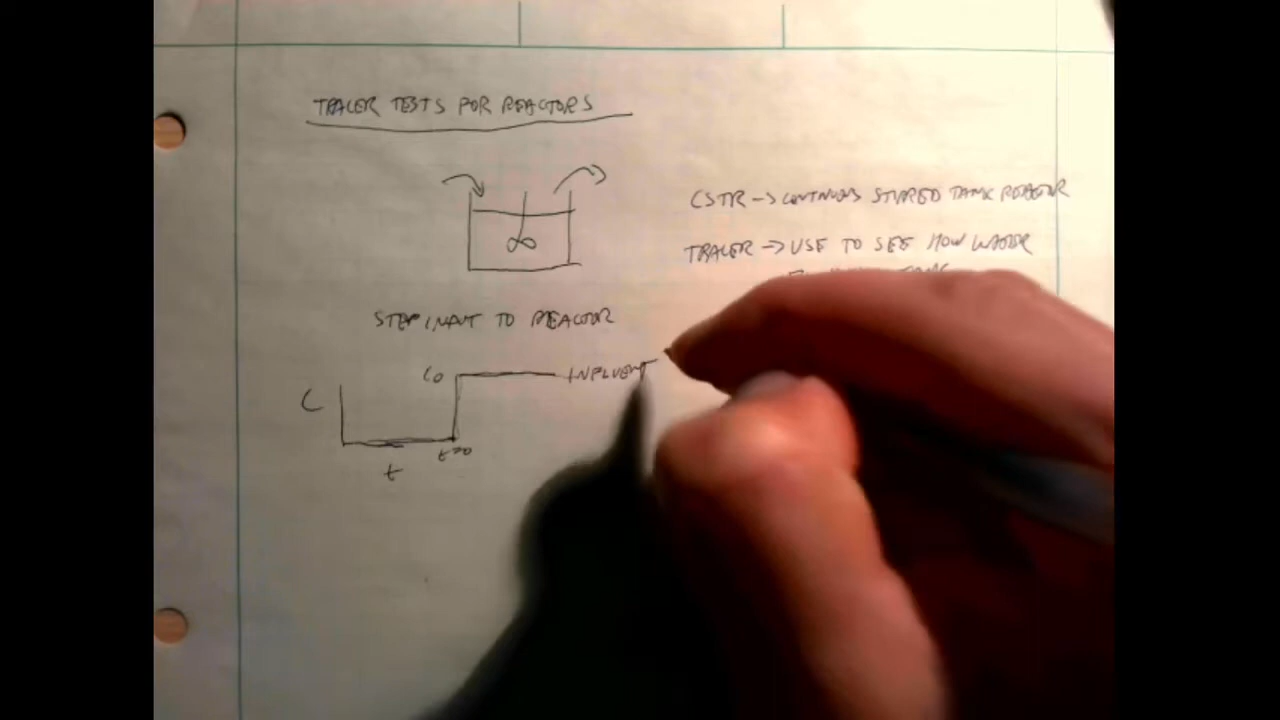 TRACER TESTS FOR REACTORS
CSTR → CONTINUOUS STIRRED TANK REACTOR
TRACER → USE TO SEE HOW WATER
STEP INPUT TO REACTOR
C0
INFLUENT
C
t=0
t